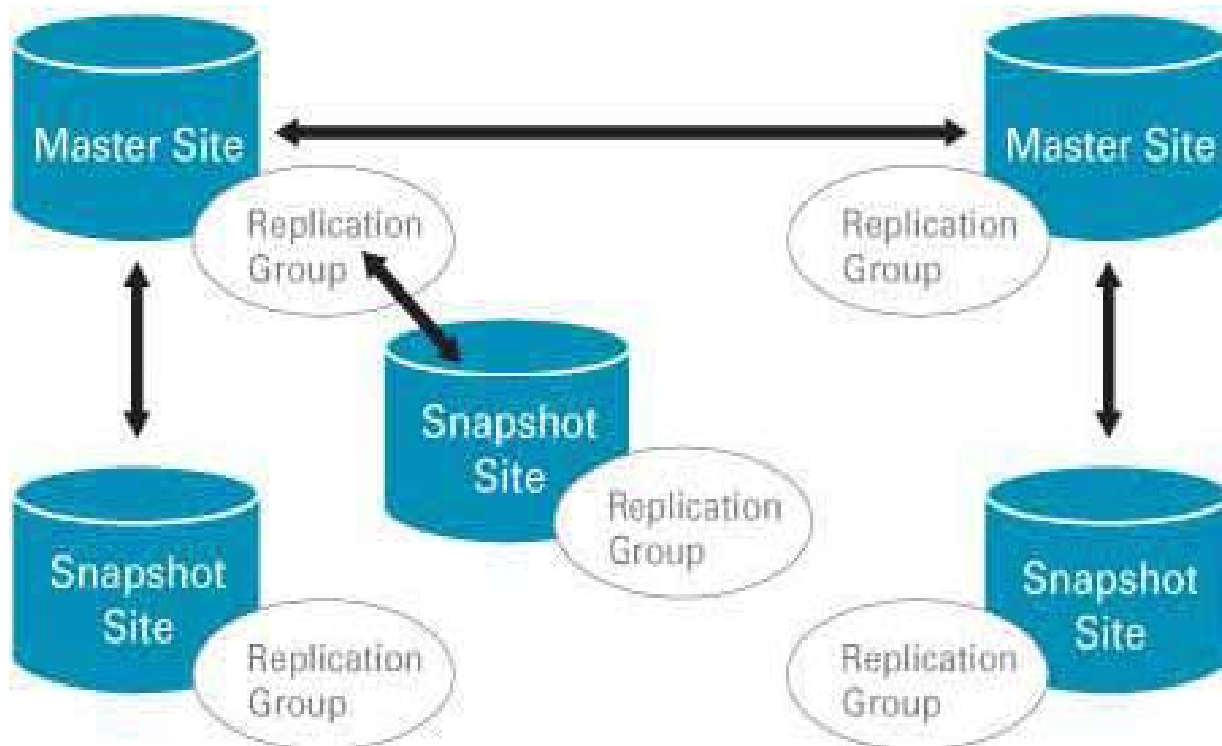 Master Site
Master Site
Replication
Group
Replication
Group
Snapshot
Site
Replication
Group
Snapshot
Site
Replication
Group
Snapshot
Site
Replication
Group